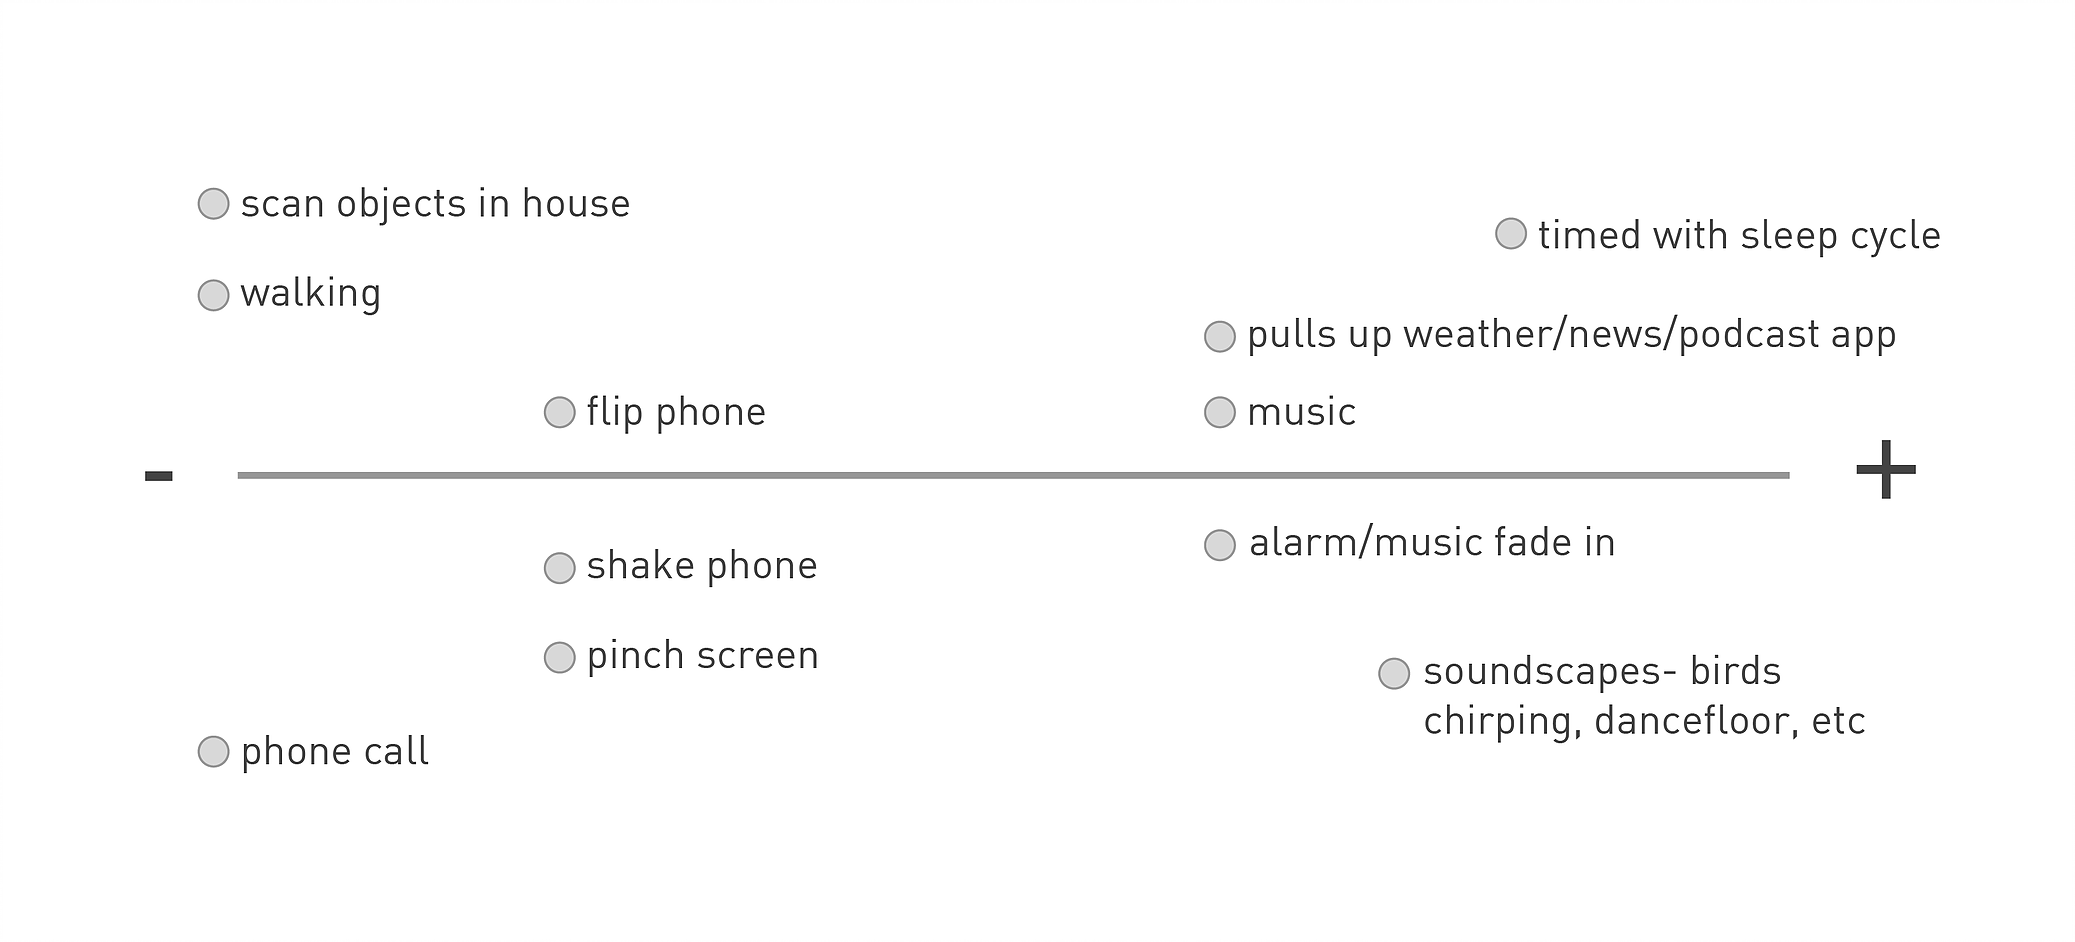 scan objects in house
timed with sleep cycle
walking
pulls up weather/news/podcast app
flip phone
music
-
+
alarm/music fade in
shake phone
pinch screen
soundscapes- birds
chirping, dancefloor, etc
phone call